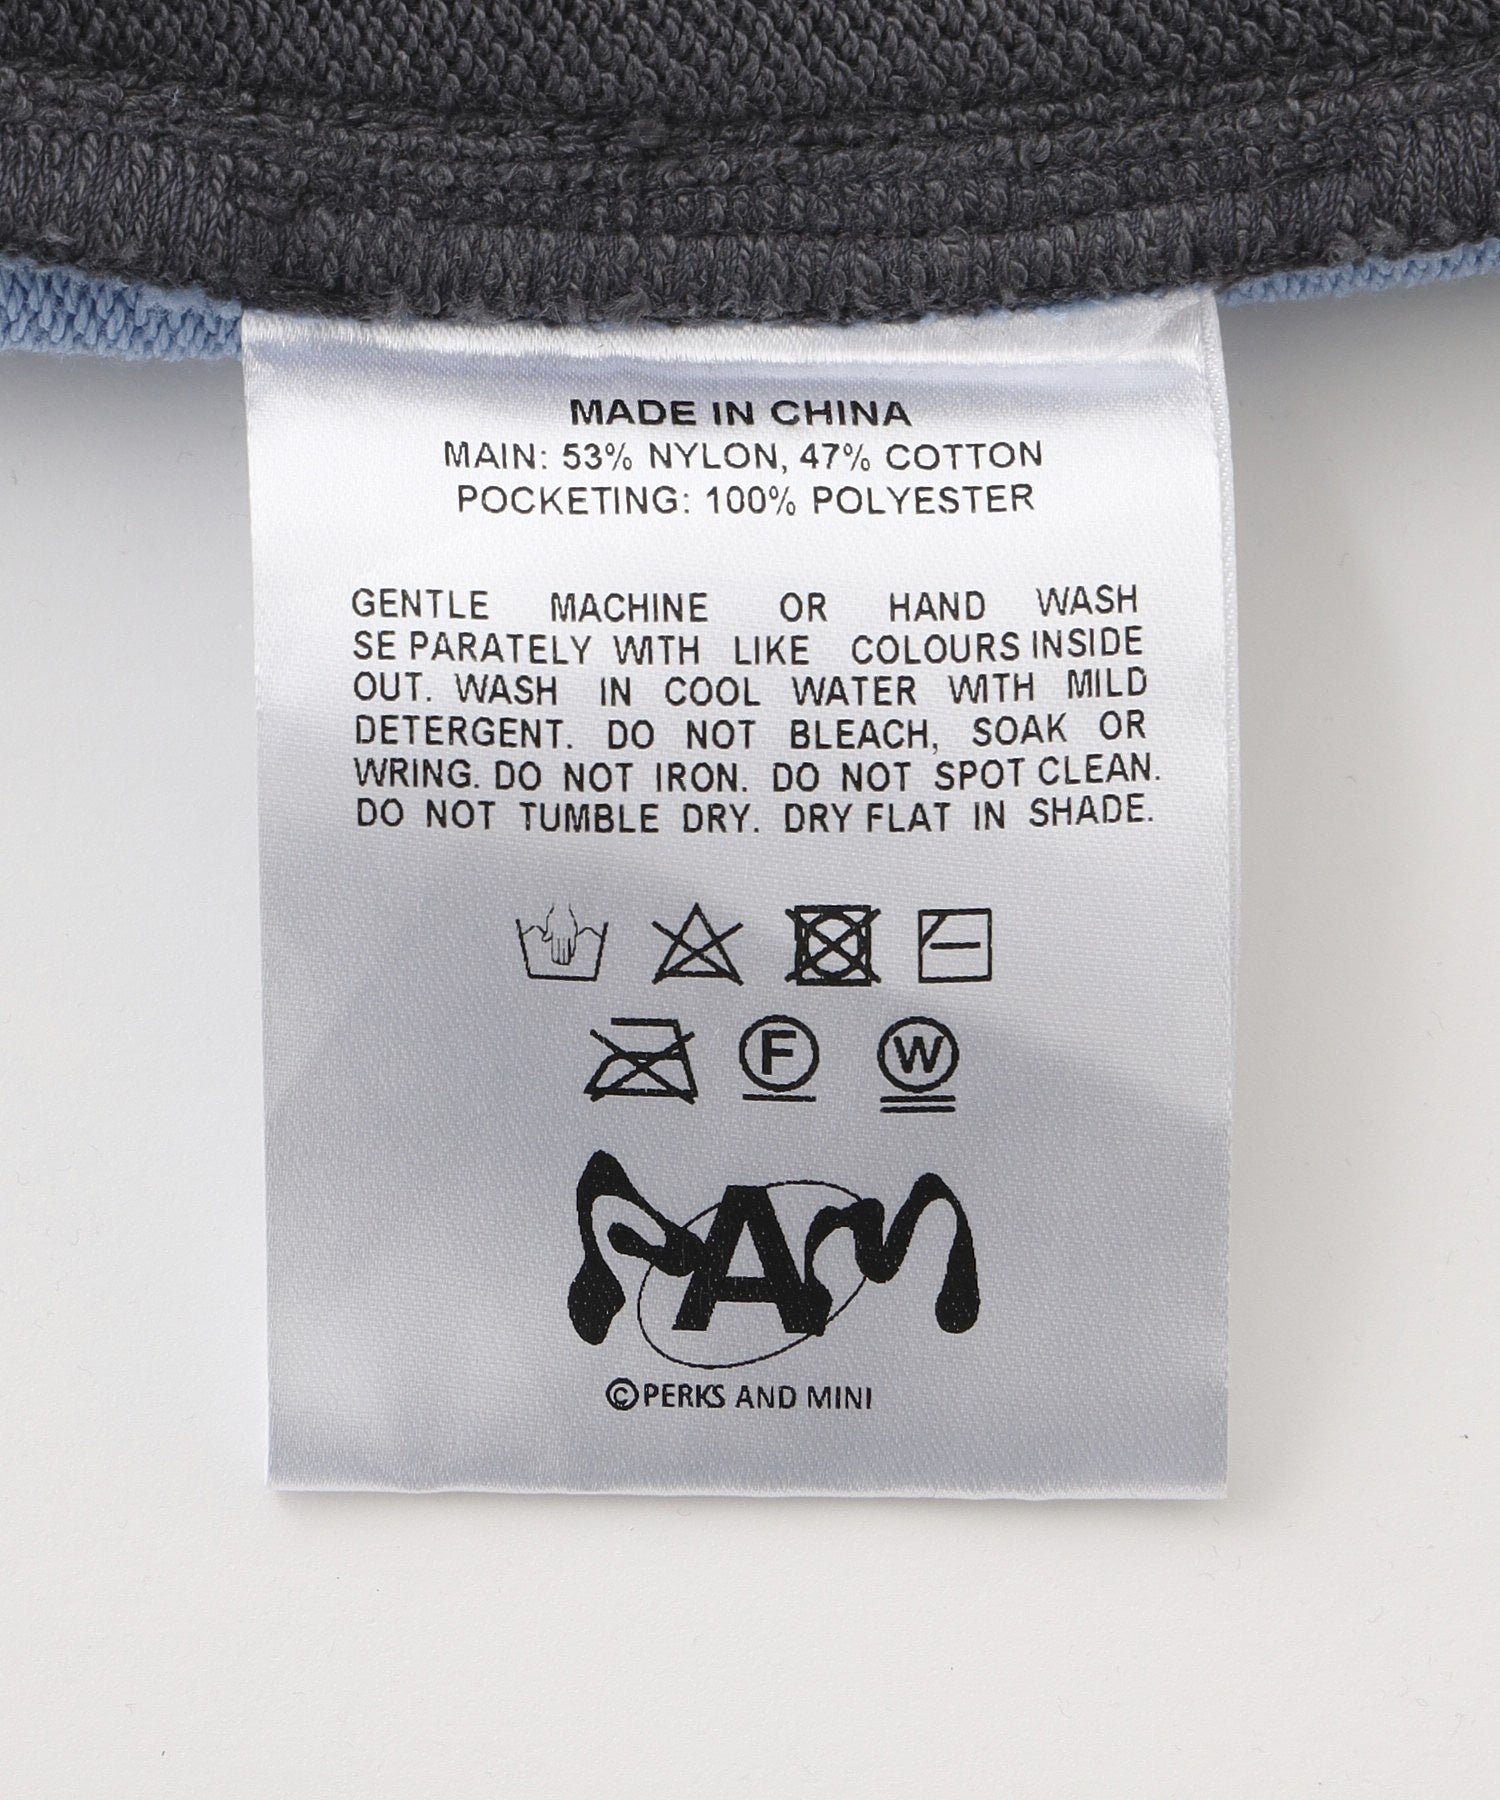 MADE IN CHINA
MAIN: 53% NYLON, 47% COTTON
POCKETING: 100% POLYESTER
GENTLE MACHINE OR HAND WASH
SE PARATELY WITH LIKE COLOURS INSIDE
OUT. WASH IN COOL WATER WITH MILD
DETERGENT. DO NOT BLEACH, SOAK OR
WRING. DO NOT IRON. DO NOT SPOT CLEAN.
DO NOT TUMBLE DRY. DRY FLAT IN SHADE.
F W
PAM
©PERKS AND MINI